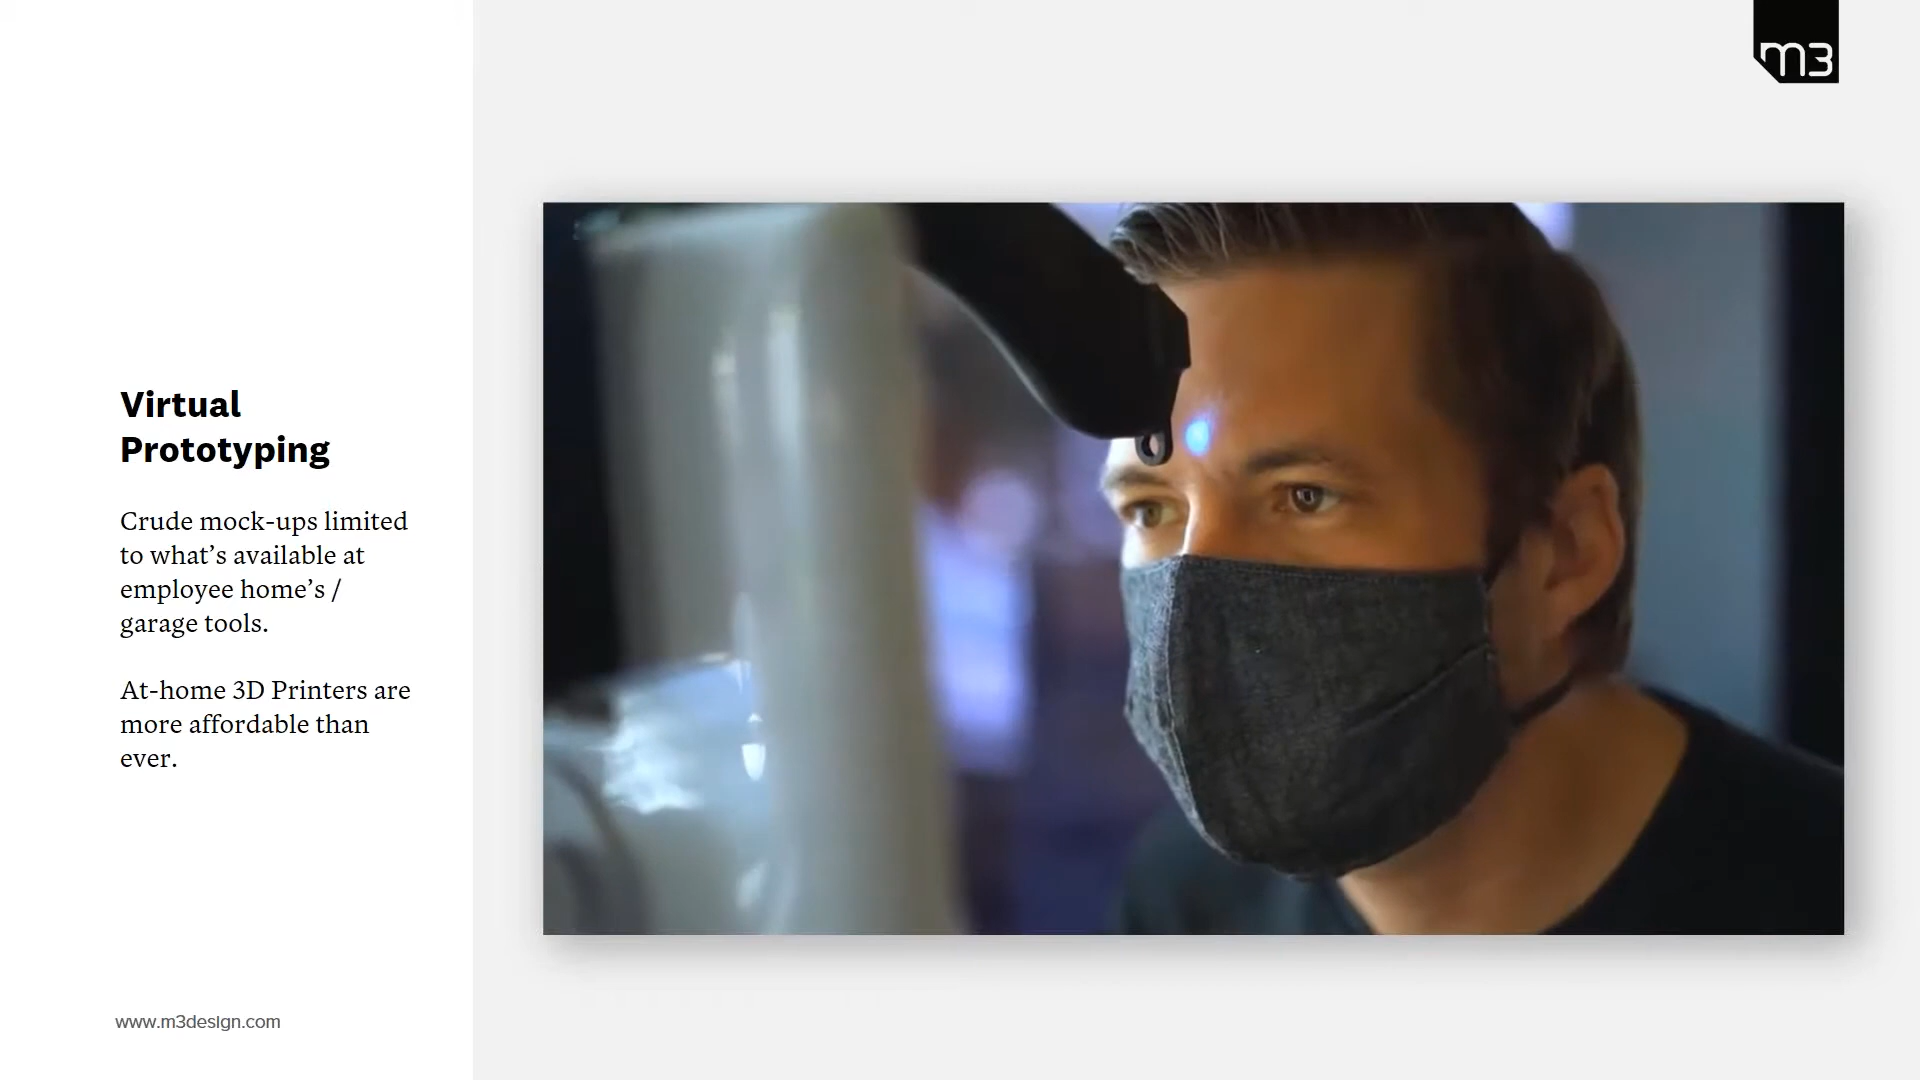 m3
Virtual
Prototyping
Crude mock-ups limited
to what’s available at
employee home’s /
garage tools.
At-home 3D Printers are
more affordable than
ever.
www.m3design.com